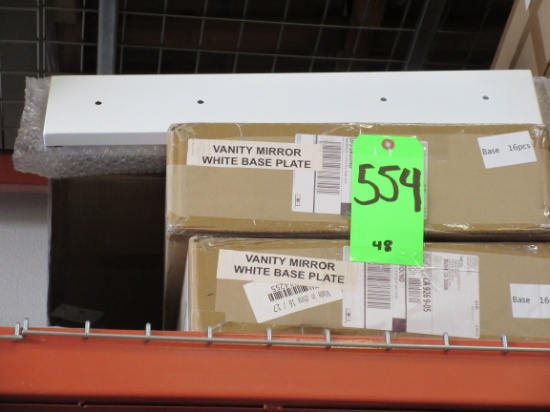 VANITY MIRROR
WHITE BASE PLATE
554
48
Base 16pcs
VANITY MIRROR
WHITE BASE PLATE
Base 16